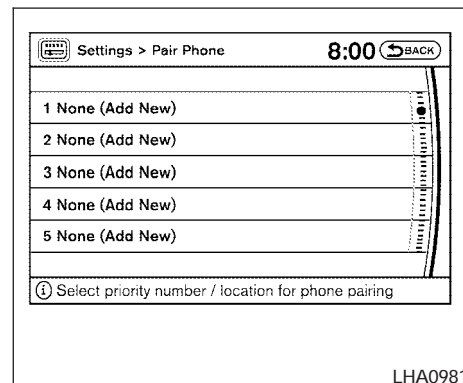 Settings > Pair Phone 8:00 BACK
1 None (Add New)
2 None (Add New)
3 None (Add New)
4 None (Add New)
5 None (Add New)
i Select priority number / location for phone pairing
LHA0981